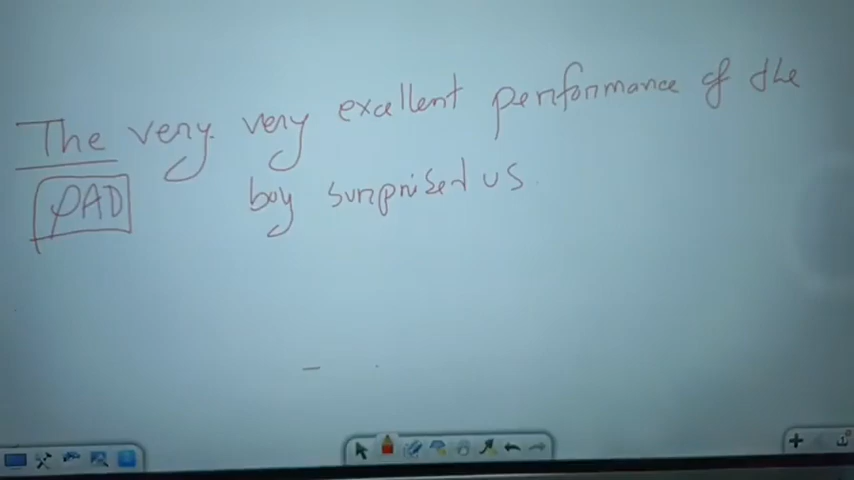 The very very excellent performance of the
PAD boy surprised us.